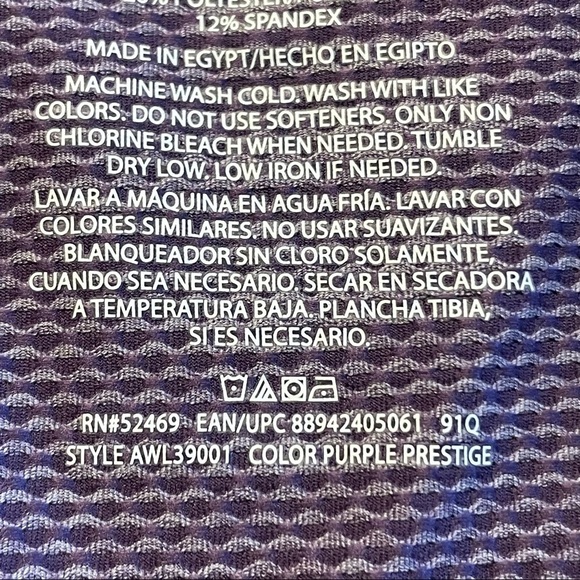 12% SPANDEX
MADE IN EGYPT/HECHO EN EGIPTO
MACHINE WASH COLD. WASH WITH LIKE
COLORS. DO NOT USE SOFTENERS. ONLY NON
CHLORINE BLEACH WHEN NEEDED. TUMBLE
DRY LOW. LOW IRON IF NEEDED.
LAVAR A MÁQUINA EN AGUA FRÍA. LAVAR CON
COLORES SIMILARES. NO USAR SUAVIZANTES.
BLANQUEADOR SIN CLORO SOLAMENTE,
CUANDO SEA NECESARIO. SECAR EN SECADORA
A TEMPERATURA BAJA. PLANCHA TIBIA,
SI ES NECESARIO.
RN#52469 EAN/UPC 88942405061 91Q
STYLE AWL39001 COLOR PURPLE PRESTIGE